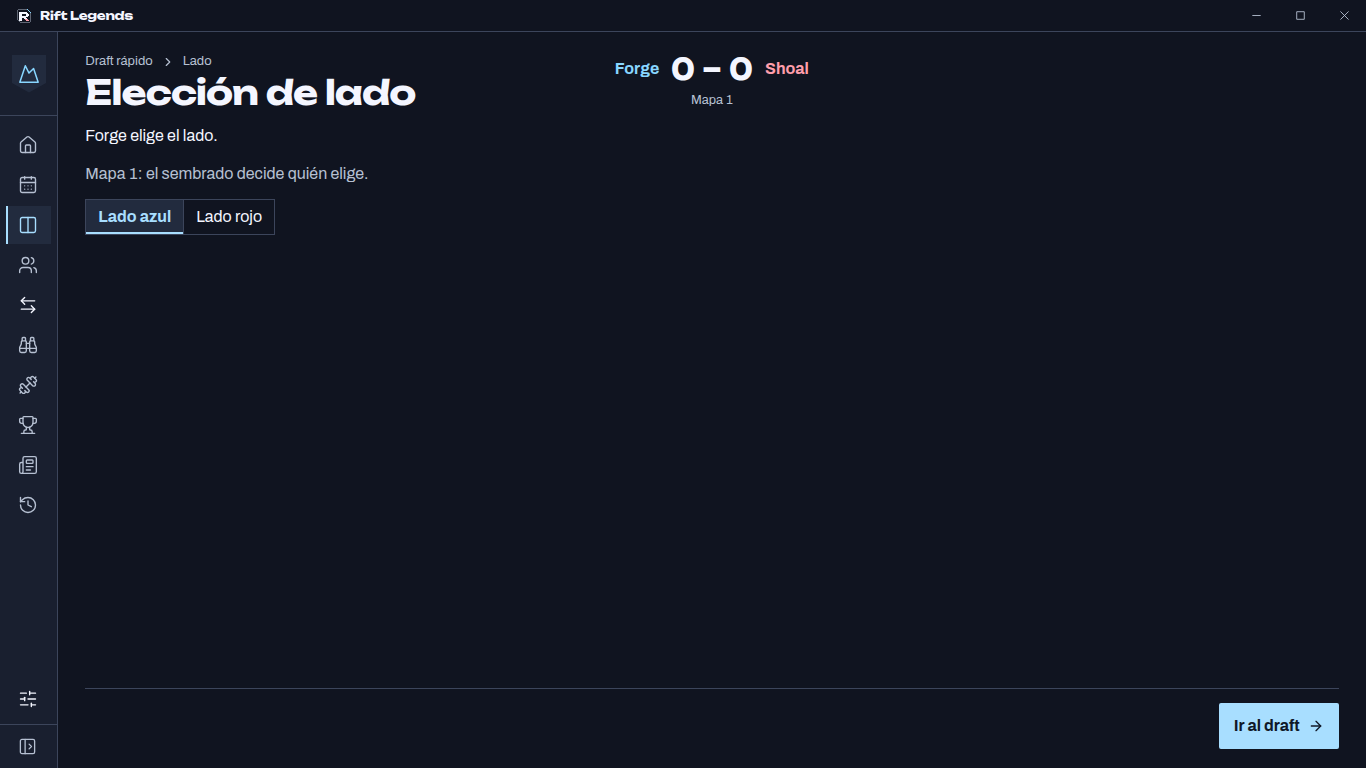 Rift Legends
Draft rápido > Lado
Elección de lado
Forge 0 – 0 Shoal
Mapa 1
Forge elige el lado.
Mapa 1: el sembrado decide quién elige.
Lado azul Lado rojo
Ir al draft →